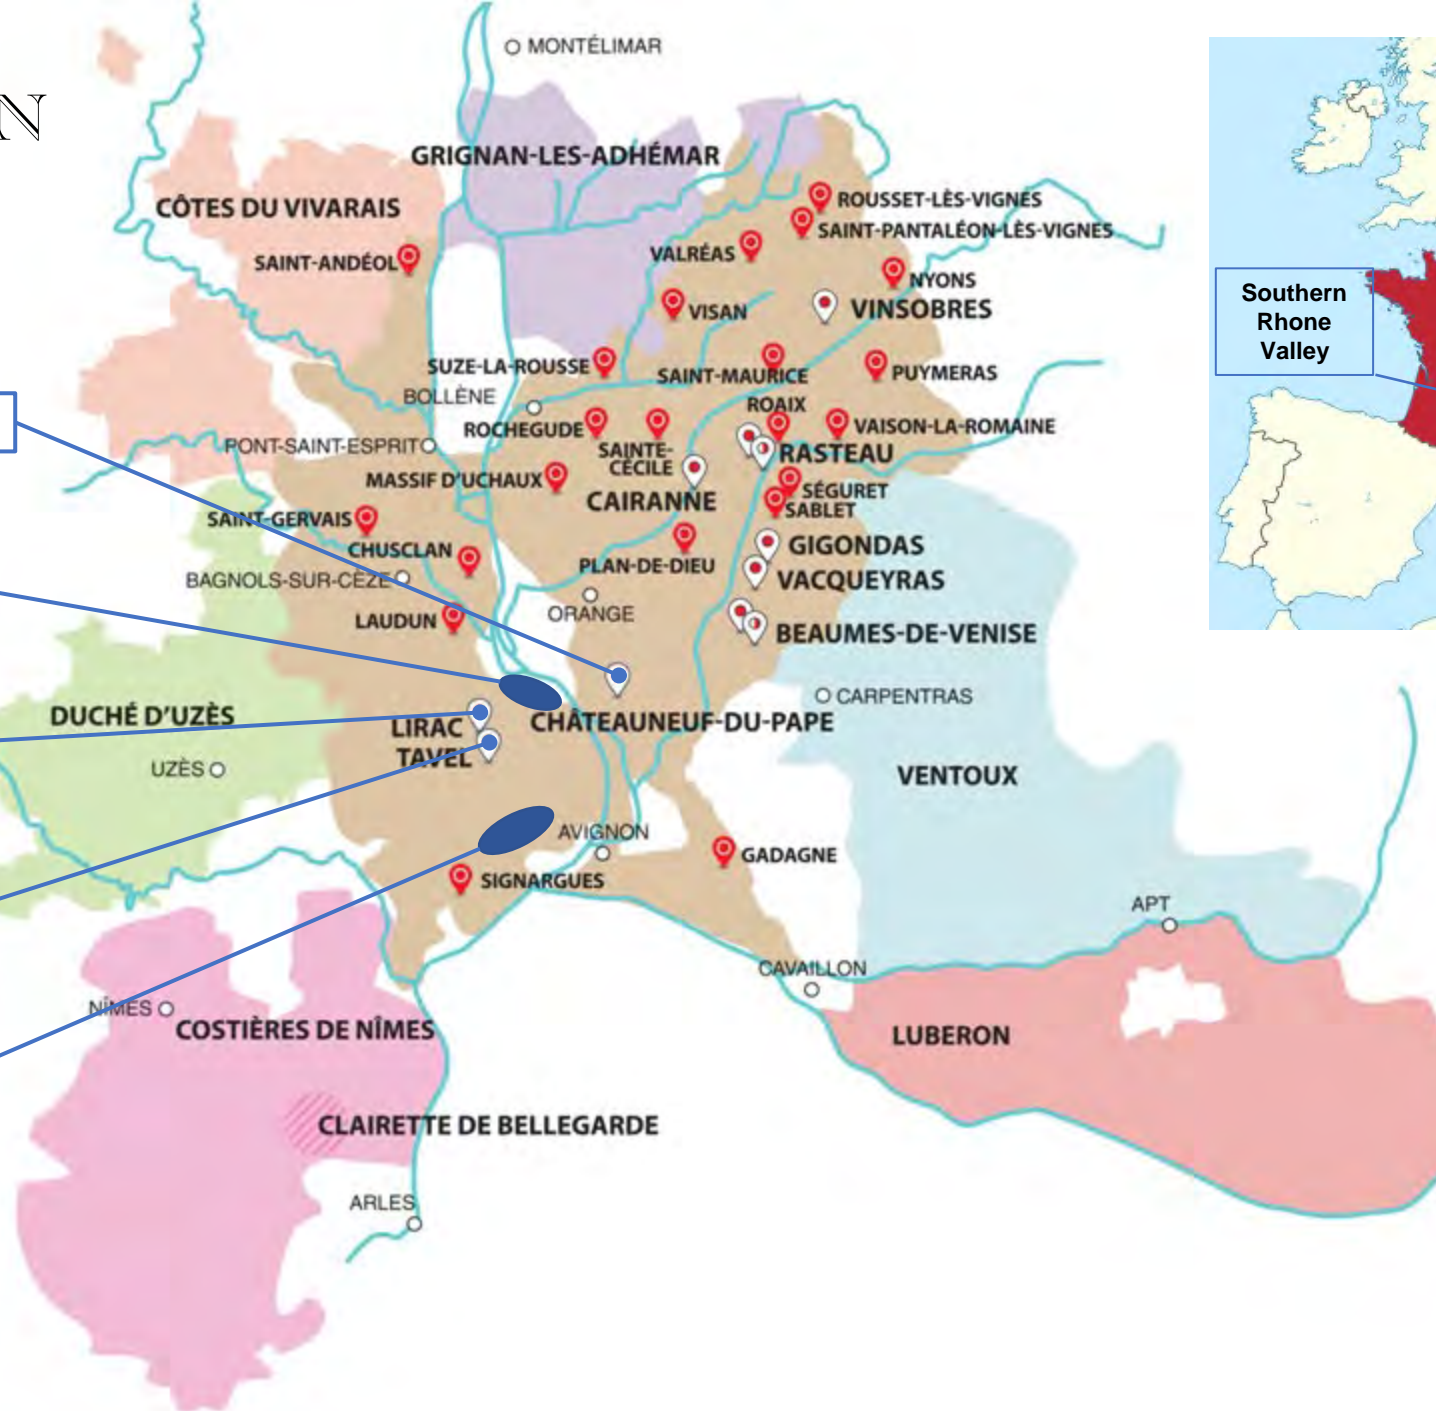 N
MONTÉLIMAR
GRIGNAN-LES-ADHÉMAR
CÔTES DU VIVARAIS
ROUSSET-LÈS-VIGNES
SAINT-PANTALÉON-LÈS-VIGNES
VALRÉAS
SAINT-ANDÉOL
NYONS
VISAN
VINSOBRES
Southern
Rhone
Valley
SUZE-LA-ROUSSE
SAINT-MAURICE
PUYMERAS
BOLLÈNE
ROAIX
ROCHEGUDE
VAISON-LA-ROMAINE
PONT-SAINT-ESPRIT
SAINTE-
CÉCILE
RASTEAU
MASSIF D'UCHAUX
CAIRANNE
SÉGURET
SABLET
SAINT-GERVAIS
CHUSCLAN
GIGONDAS
PLAN-DE-DIEU
BAGNOLS-SUR-CÈZE
VACQUEYRAS
ORANGE
LAUDUN
BEAUMES-DE-VENISE
CARPENTRAS
DUCHÉ D'UZÈS
CHÂTEAUNEUF-DU-PAPE
LIRAC
TAVEL
UZÈS
VENTOUX
AVIGNON
GADAGNE
SIGNARGUES
APT
CAVAILLON
NÎMES
COSTIÈRES DE NÎMES
LUBERON
CLAIRETTE DE BELLEGARDE
ARLES